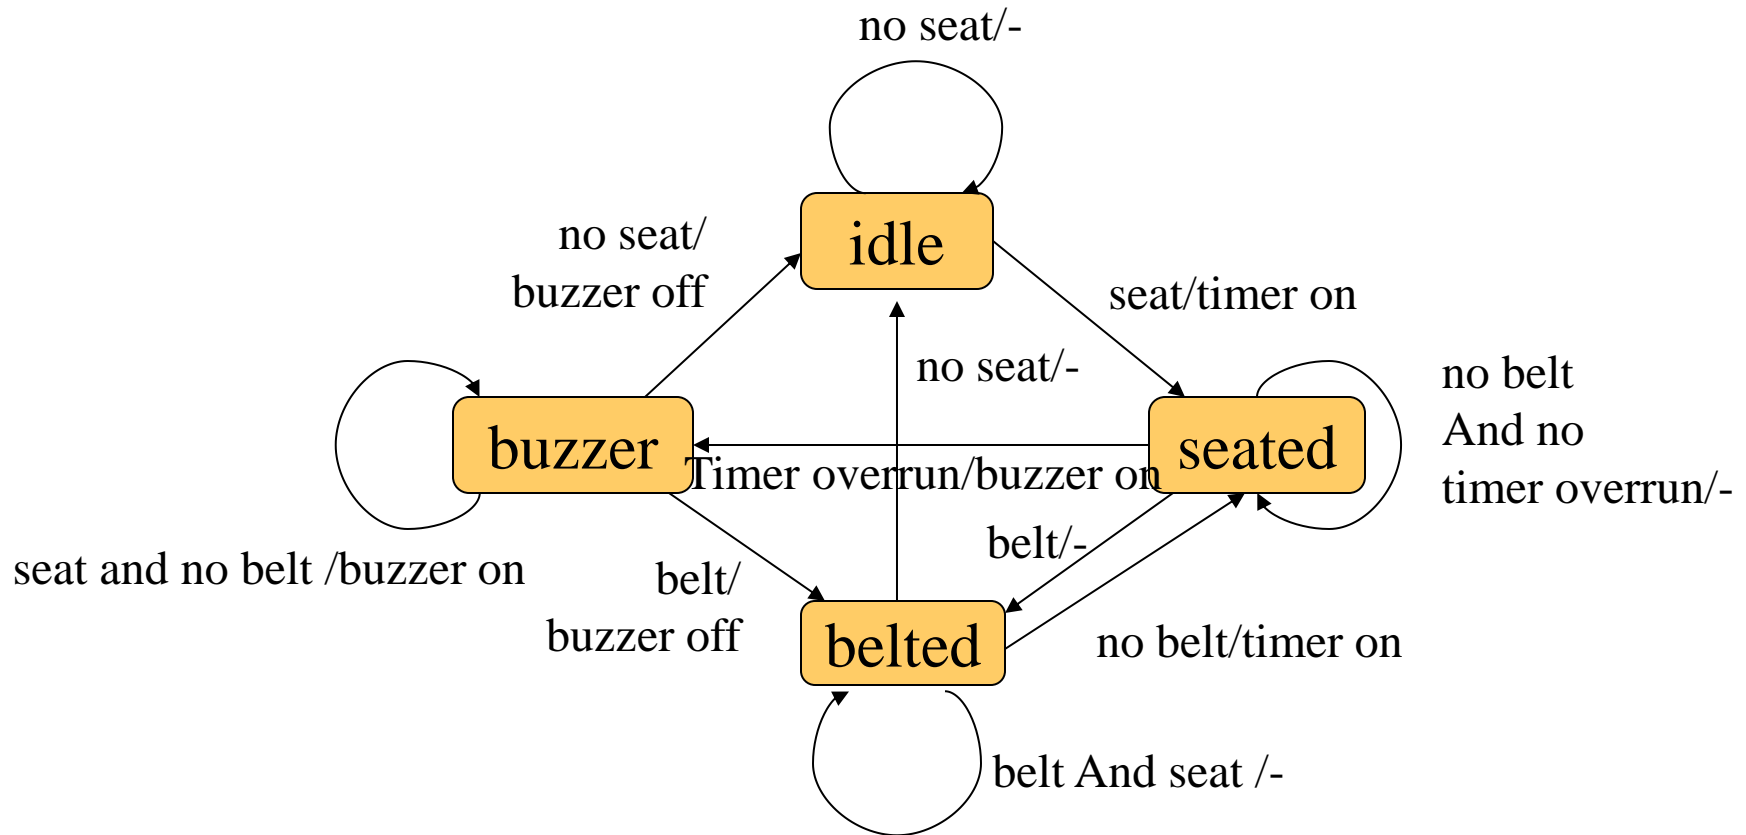 no seat/-
idle
no seat/
buzzer off
seat/timer on
no seat/-
no belt
And no
timer overrun/-
buzzer
seated
Timer overrun/buzzer on
belt/-
seat and no belt /buzzer on
belt/
buzzer off
belted
no belt/timer on
belt And seat /-